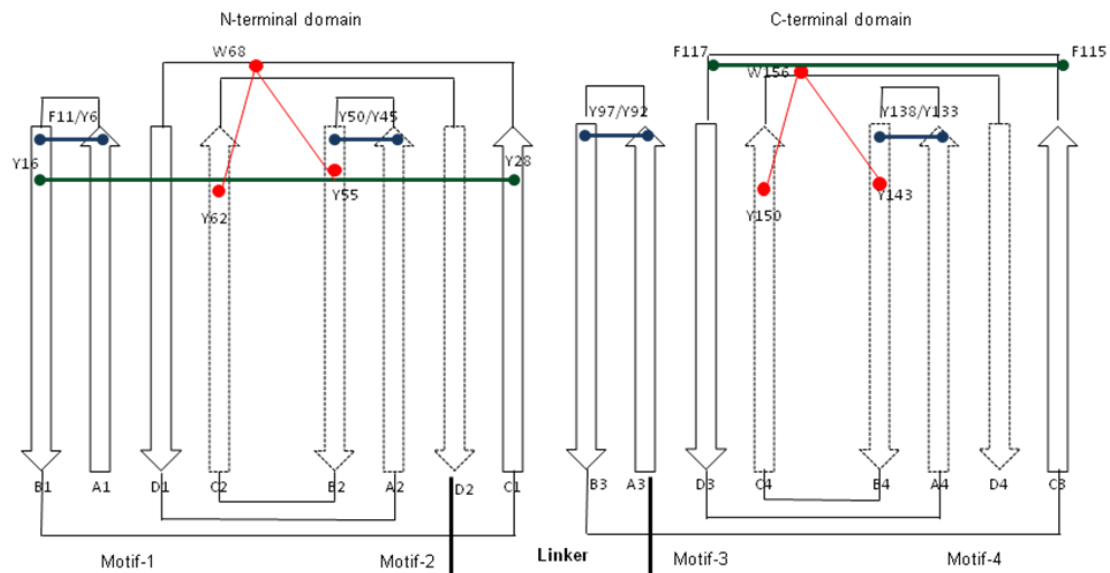 N-terminal domain
C-terminal domain
W68
F117
F115
W156
F11/Y6
Y50/Y45
Y97/Y92
Y138/Y133
Y16
Y28
Y62
Y55
Y150
Y143
B1
A1
D1
C2
B2
A2
D2
C1
B3
A3
D3
C4
B4
A4
D4
C3
Motif-1
Motif-2
Linker
Motif-3
Motif-4